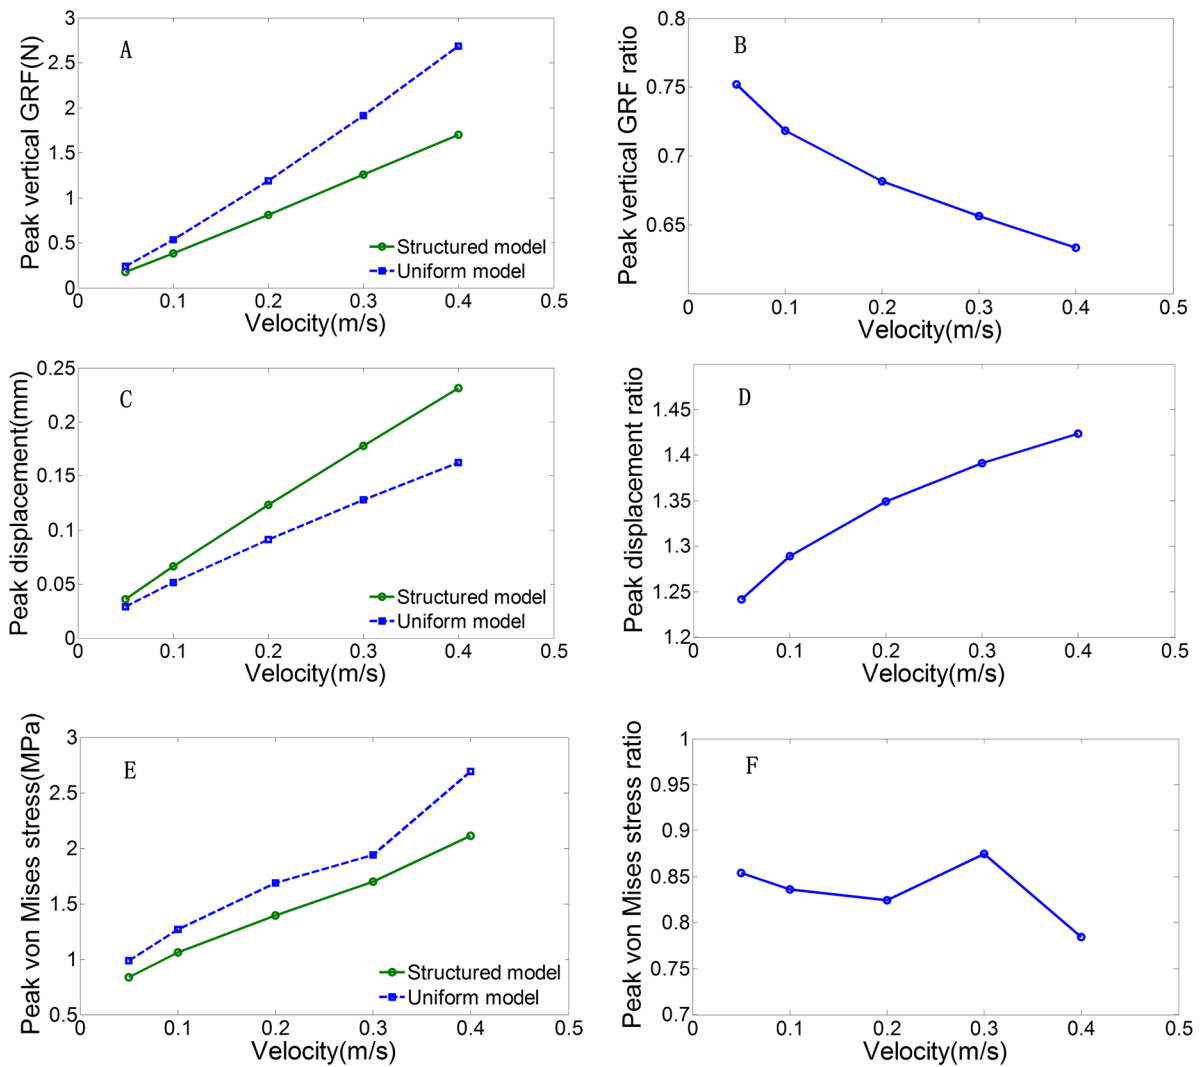 A
Peak vertical GRF(N)
3
2.5
2
1.5
1
0.5
0
0 0.1 0.2 0.3 0.4 0.5
Velocity(m/s)
Structured model
Uniform model
B
Peak vertical GRF ratio
0.8
0.75
0.7
0.65
0 0.1 0.2 0.3 0.4 0.5
Velocity(m/s)
C
Peak displacement(mm)
0.25
0.2
0.15
0.1
0.05
0
0 0.1 0.2 0.3 0.4 0.5
Velocity(m/s)
Structured model
Uniform model
D
Peak displacement ratio
1.45
1.4
1.35
1.3
1.25
1.2
0 0.1 0.2 0.3 0.4 0.5
Velocity(m/s)
E
Peak von Mises stress(MPa)
3
2.5
2
1.5
1
0.5
0 0.1 0.2 0.3 0.4 0.5
Velocity(m/s)
Structured model
Uniform model
F
Peak von Mises stress ratio
1
0.95
0.9
0.85
0.8
0.75
0.7
0 0.1 0.2 0.3 0.4 0.5
Velocity(m/s)